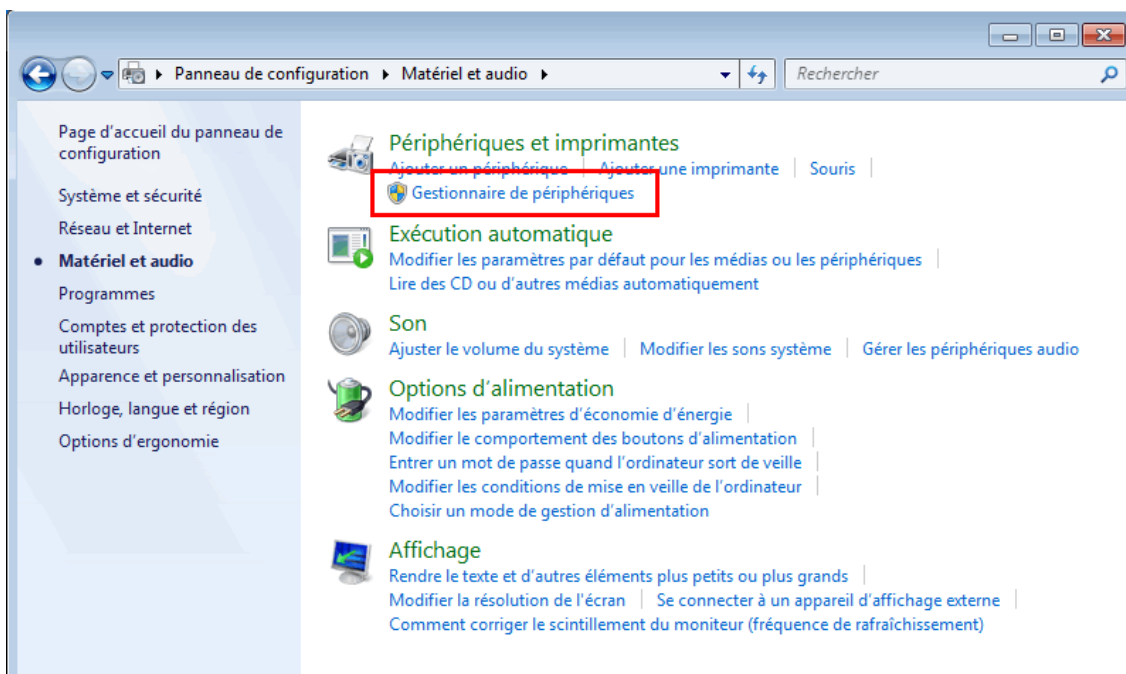 Panneau de configuration Matériel et audio Rechercher
Page d'accueil du panneau de
configuration
Système et sécurité
Réseau et Internet
Matériel et audio
Programmes
Comptes et protection des
utilisateurs
Apparence et personnalisation
Horloge, langue et région
Options d'ergonomie
Périphériques et imprimantes
Ajouter un périphérique Ajouter une imprimante Souris
Gestionnaire de périphériques
Exécution automatique
Modifier les paramètres par défaut pour les médias ou les périphériques
Lire des CD ou d'autres médias automatiquement
Son
Ajuster le volume du système Modifier les sons système Gérer les périphériques audio
Options d'alimentation
Modifier les paramètres d'économie d'énergie
Modifier le comportement des boutons d'alimentation
Entrer un mot de passe quand l'ordinateur sort de veille
Modifier les conditions de mise en veille de l'ordinateur
Choisir un mode de gestion d'alimentation
Affichage
Rendre le texte et d'autres éléments plus petits ou plus grands
Modifier la résolution de l'écran Se connecter à un appareil d'affichage externe
Comment corriger le scintillement du moniteur (fréquence de rafraîchissement)